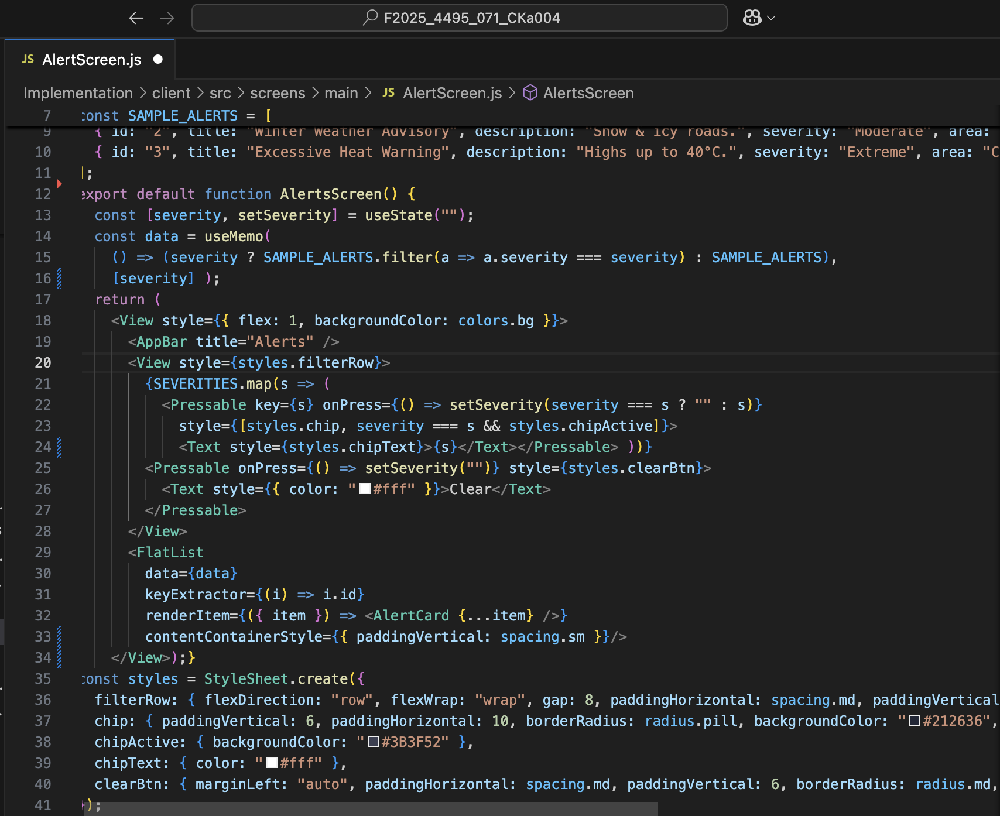 F2025_4495_071_CKa004
JS AlertScreen.js
Implementation > client > src > screens > main > JS AlertScreen.js > AlertsScreen
7 const SAMPLE_ALERTS = [
9 { id: "2", title: "Winter Weather Advisory", description: "Snow & icy roads.", severity: "Moderate", area:
10 { id: "3", title: "Excessive Heat Warning", description: "Highs up to 40°C.", severity: "Extreme", area: "C
11 ];
12 export default function AlertsScreen() {
13 const [severity, setSeverity] = useState("");
14 const data = useMemo(
15 () => (severity ? SAMPLE_ALERTS.filter(a => a.severity === severity) : SAMPLE_ALERTS),
16 [severity] );
17 return (
18 <View style={{ flex: 1, backgroundColor: colors.bg }}>
19 <AppBar title="Alerts" />
20 <View style={styles.filterRow}>
21 {SEVERITIES.map(s => (
22 <Pressable key={s} onPress={() => setSeverity(severity === s ? "" : s)}
23 style={[styles.chip, severity === s && styles.chipActive]}>
24 <Text style={styles.chipText}>{s}</Text></Pressable> ))}
25 <Pressable onPress={() => setSeverity("")} style={styles.clearBtn}>
26 <Text style={{ color: "#fff" }}>Clear</Text>
27 </Pressable>
28 </View>
29 <FlatList
30 data={data}
31 keyExtractor={(i) => i.id}
32 renderItem={({ item }) => <AlertCard {...item} />}
33 contentContainerStyle={{ paddingVertical: spacing.sm }}/>
34 </View>);}
35 const styles = StyleSheet.create({
36 filterRow: { flexDirection: "row", flexWrap: "wrap", gap: 8, paddingHorizontal: spacing.md, paddingVertical
37 chip: { paddingVertical: 6, paddingHorizontal: 10, borderRadius: radius.pill, backgroundColor: "#212636",
38 chipActive: { backgroundColor: "#3B3F52" },
39 chipText: { color: "#fff" },
40 clearBtn: { marginLeft: "auto", paddingHorizontal: spacing.md, paddingVertical: 6, borderRadius: radius.md,
41 });